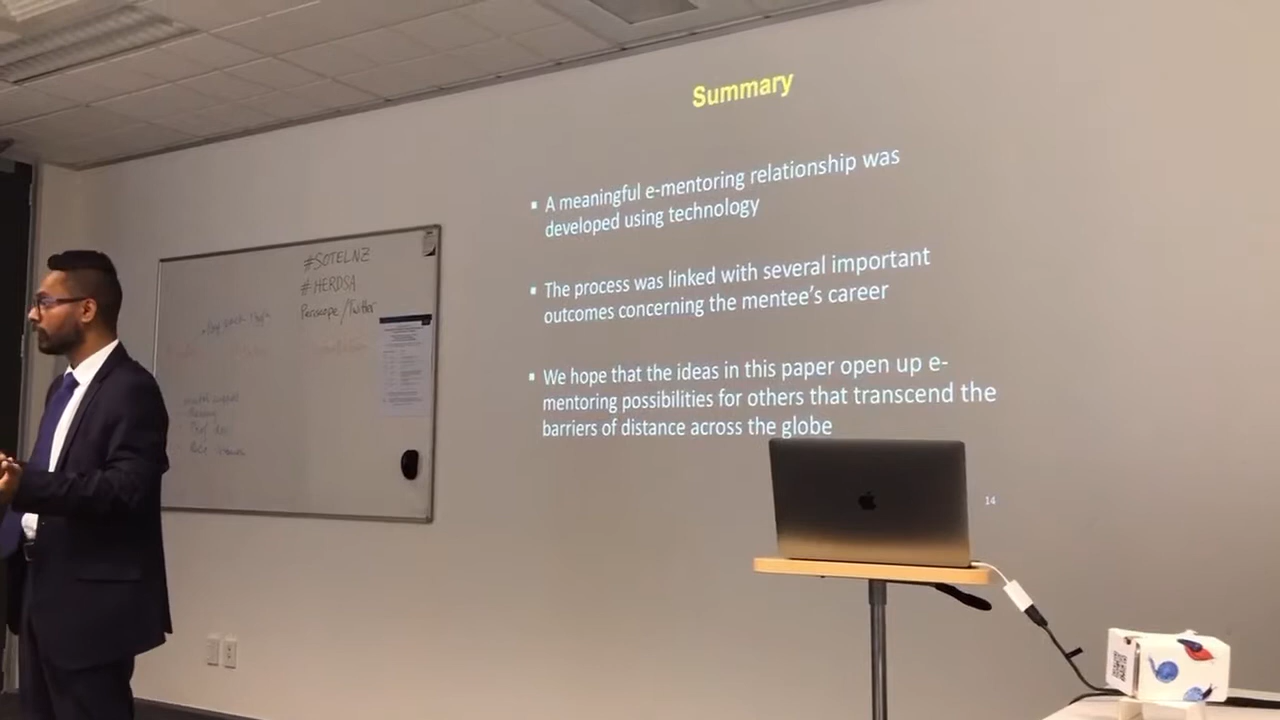 Summary
▪ A meaningful e-mentoring relationship was
developed using technology
▪ The process was linked with several important
outcomes concerning the mentee's career
▪ We hope that the ideas in this paper open up e-
mentoring possibilities for others that transcend the
barriers of distance across the globe
14
#SOTELNZ
#HERDSA
Periscope/Twitter